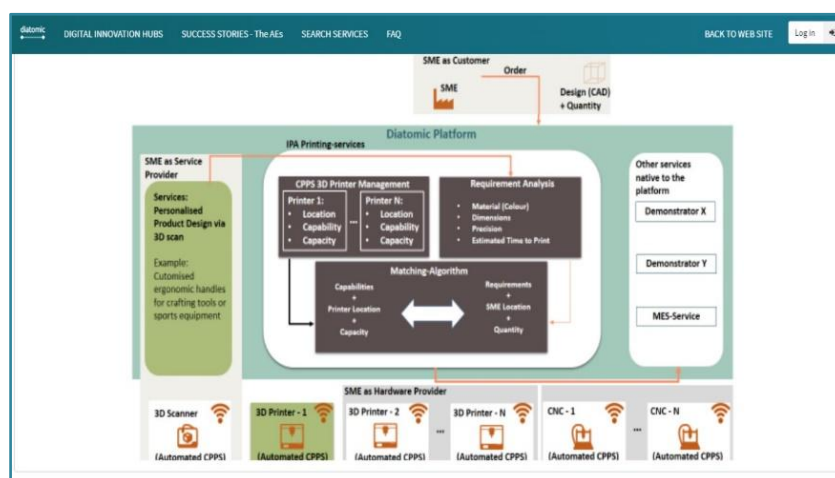 diatomic
DIGITAL INNOVATION HUBS
SUCCESS STORIES - The AEs
SEARCH SERVICES
FAQ
BACK TO WEB SITE
Log in
SME as Customer
Order
SME
Design (CAD)
+ Quantity
Diatomic Platform
IPA Printing-services
SME as Service
Provider
Services:
Personalised
Product Design via
3D scan
Example:
Cutomised
ergonomic handles
for crafting tools or
sports equipment
CPPS 3D Printer Management
Printer 1:
• Location
• Capability
• Capacity
...
Printer N:
• Location
• Capability
• Capacity
Requirement Analysis
• Material (Colour)
• Dimensions
• Precision
• Estimated Time to Print
Matching-Algorithm
Capabilities
+
Printer Location
+
Capacity
Requirements
+
SME Location
+
Quantity
Other services
native to the
platform
Demonstrator X
Demonstrator Y
MES-Service
SME as Hardware Provider
3D Scanner
(Automated CPPS)
3D Printer - 1
(Automated CPPS)
3D Printer - 2
(Automated CPPS)
...
3D Printer - N
(Automated CPPS)
CNC - 1
(Automated CPPS)
...
CNC - N
(Automated CPPS)